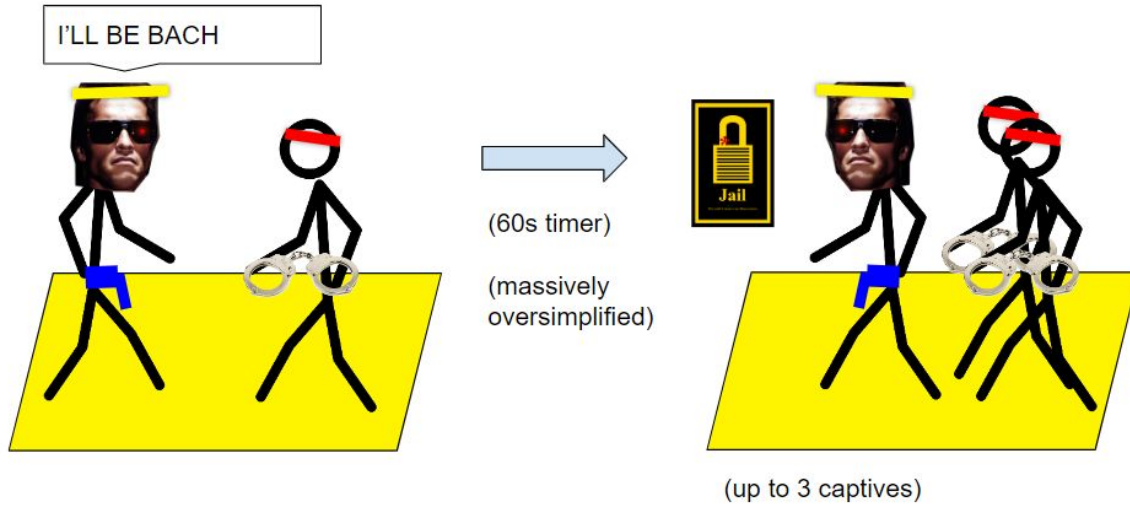 I'LL BE BACH
Jail
(60s timer)
(massively
oversimplified)
(up to 3 captives)